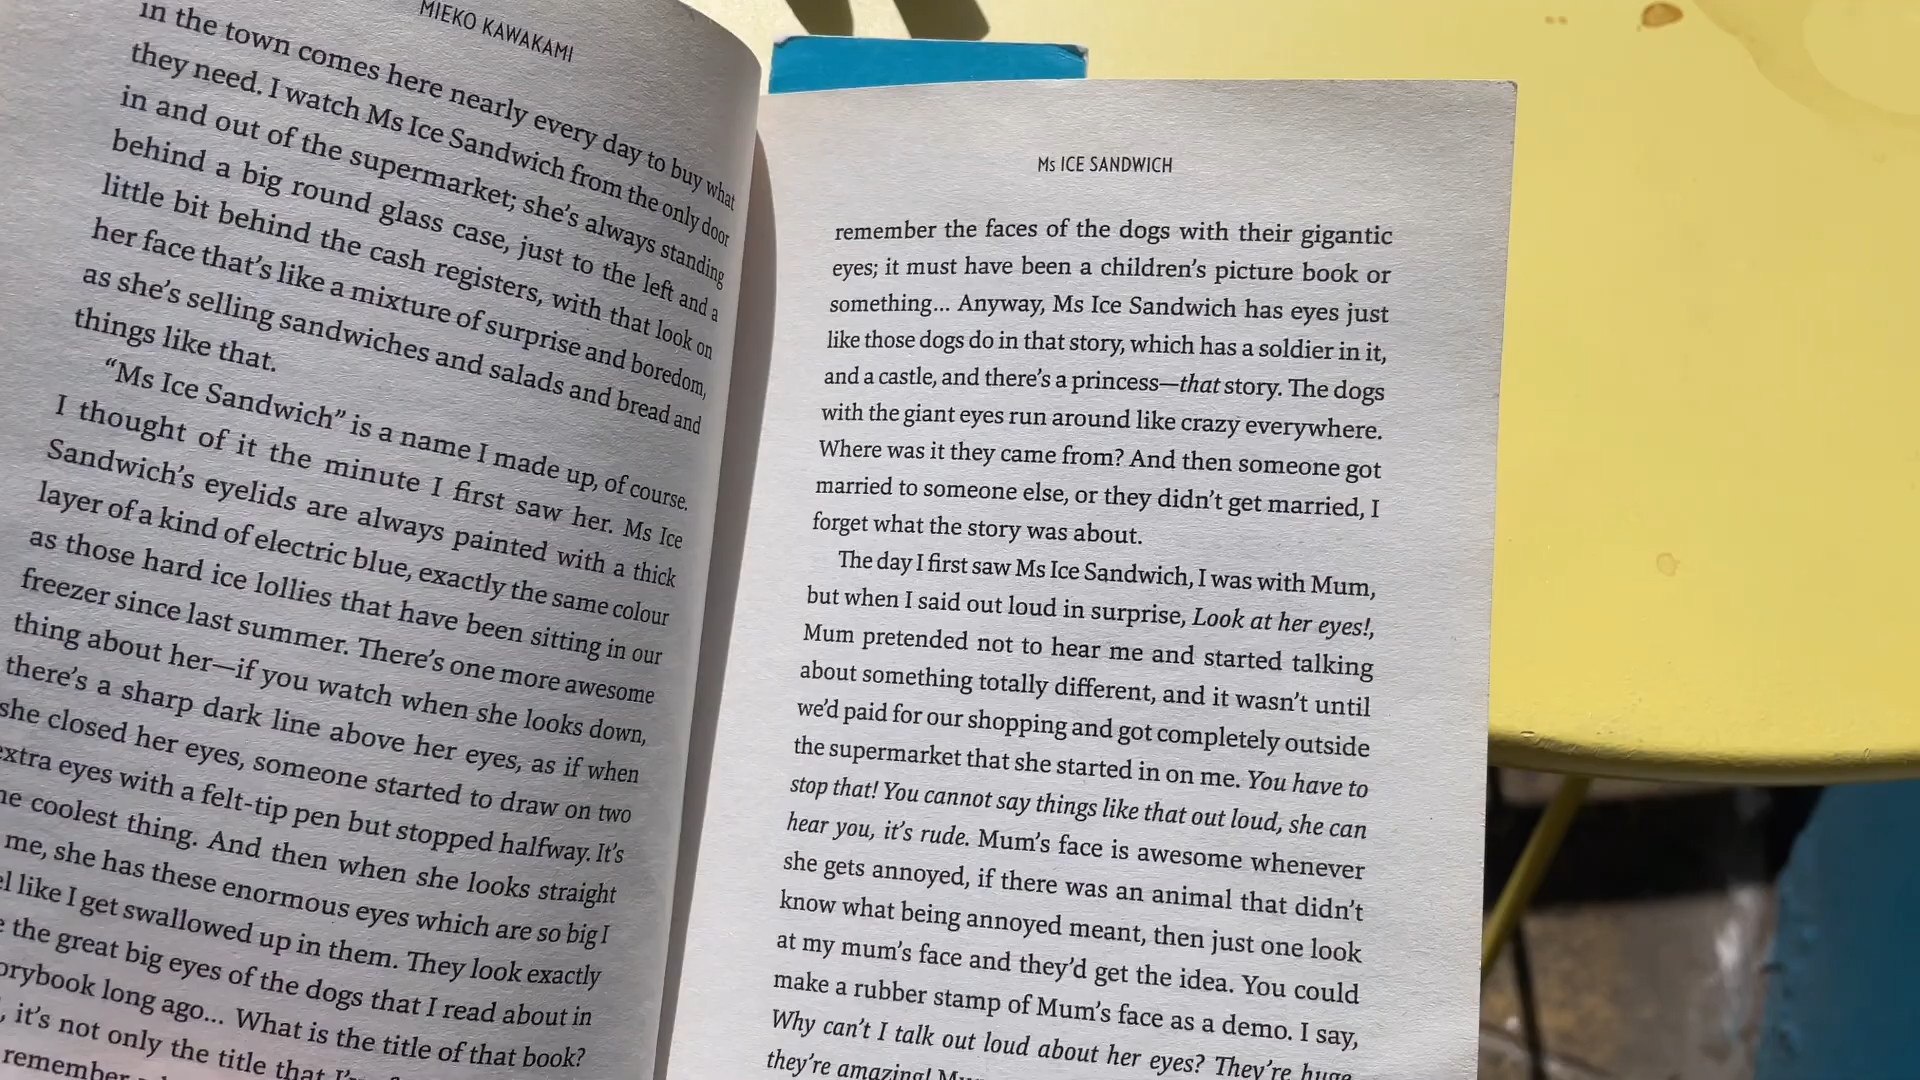 MIEKO KAWAKAMI
in the town comes here nearly every day to buy what
they need. I watch Ms Ice Sandwich from the only door
in and out of the supermarket; she's always standing
behind a big round glass case, just to the left and a
little bit behind the cash registers, with that look on
her face that's like a mixture of surprise and boredom,
as she's selling sandwiches and salads and bread and
things like that.
“Ms Ice Sandwich” is a name I made up, of course.
I thought of it the minute I first saw her. Ms Ice
Sandwich's eyelids are always painted with a thick
layer of a kind of electric blue, exactly the same colour
as those hard ice lollies that have been sitting in our
freezer since last summer. There's one more awesome
thing about her—if you watch when she looks down,
there's a sharp dark line above her eyes, as if when
she closed her eyes, someone started to draw on two
extra eyes with a felt-tip pen but stopped halfway. It's
coolest thing. And then when she looks straight
me, she has these enormous eyes which are so big I
like I get swallowed up in them. They look exactly
the great big eyes of the dogs that I read about in
long ago... What is the title of that book?
it's not only the title that
remember
Ms ICE SANDWICH
remember the faces of the dogs with their gigantic
eyes; it must have been a children's picture book or
something... Anyway, Ms Ice Sandwich has eyes just
like those dogs do in that story, which has a soldier in it,
and a castle, and there's a princess—that story. The dogs
with the giant eyes run around like crazy everywhere.
Where was it they came from? And then someone got
married to someone else, or they didn't get married, I
forget what the story was about.
The day I first saw Ms Ice Sandwich, I was with Mum,
but when I said out loud in surprise, Look at her eyes!,
Mum pretended not to hear me and started talking
about something totally different, and it wasn't until
we'd paid for our shopping and got completely outside
the supermarket that she started in on me. You have to
stop that! You cannot say things like that out loud, she can
hear you, it's rude. Mum's face is awesome whenever
she gets annoyed, if there was an animal that didn't
know what being annoyed meant, then just one look
at my mum's face and they'd get the idea. You could
make a rubber stamp of Mum's face as a demo. I say,
Why can't I talk out loud about her eyes? They're huge,
they're amazing!